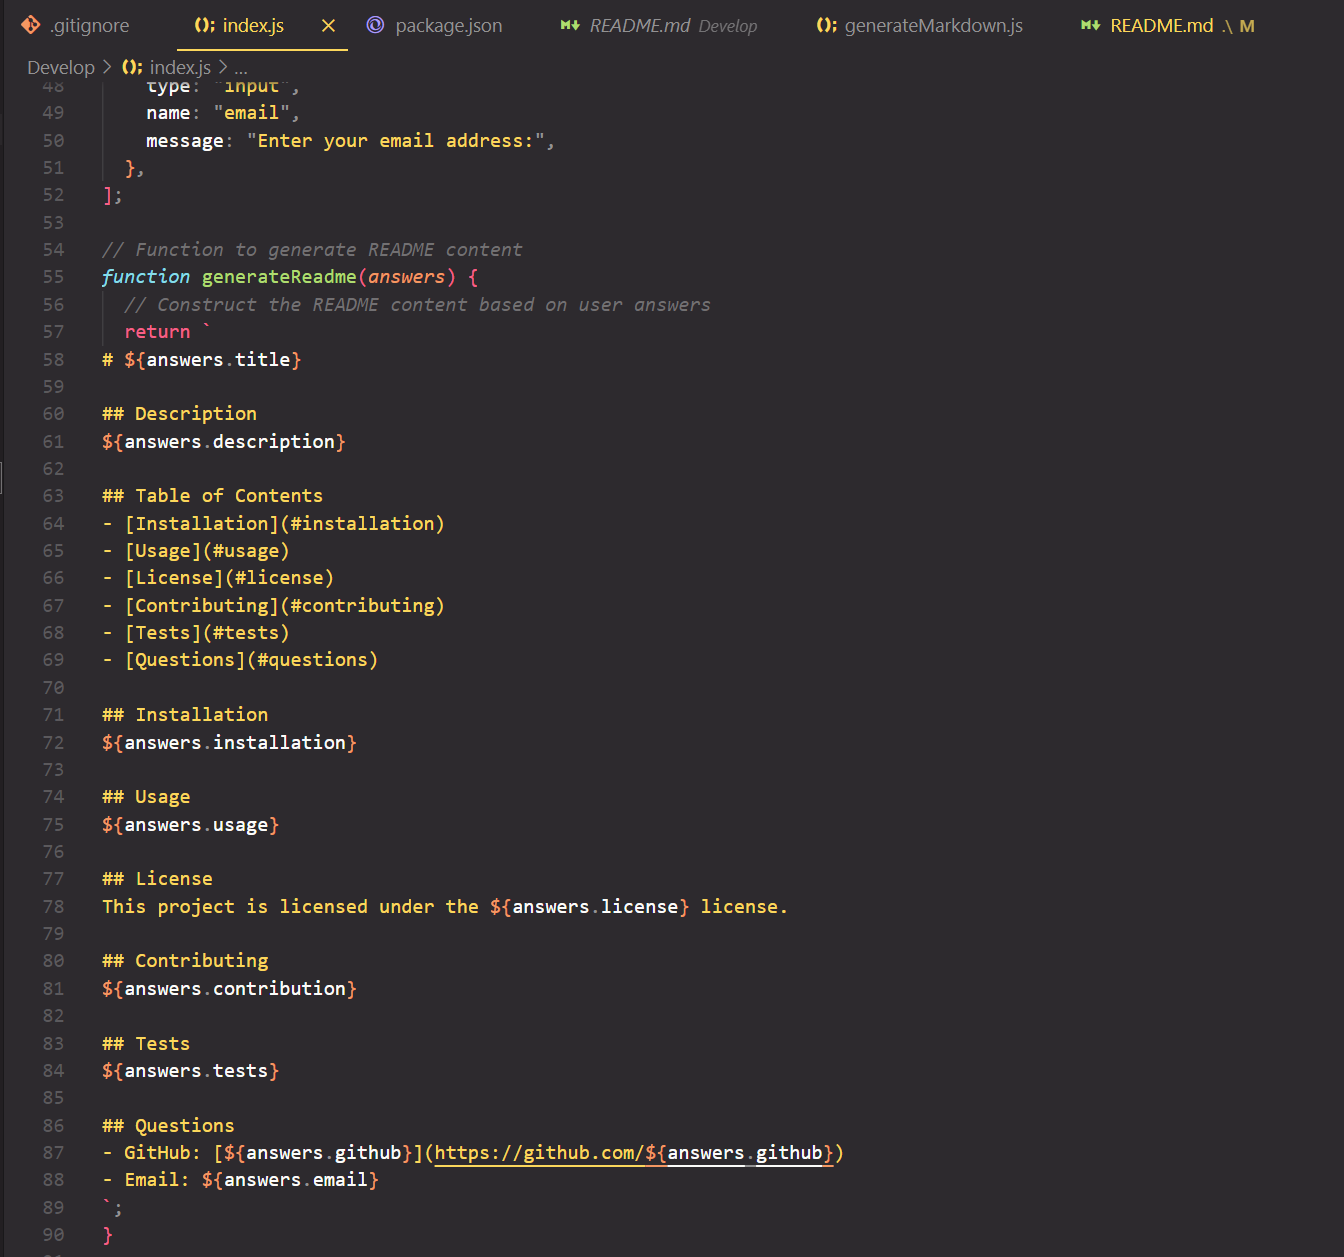 .gitignore index.js package.json README.md Develop generateMarkdown.js README.md .\ M
Develop > index.js > ...
48 type: "input",
49 name: "email",
50 message: "Enter your email address:",
51 },
52 ];
53
54 // Function to generate README content
55 function generateReadme(answers) {
56 // Construct the README content based on user answers
57 return `
58 # ${answers.title}
59
60 ## Description
61 ${answers.description}
62
63 ## Table of Contents
64 - [Installation](#installation)
65 - [Usage](#usage)
66 - [License](#license)
67 - [Contributing](#contributing)
68 - [Tests](#tests)
69 - [Questions](#questions)
70
71 ## Installation
72 ${answers.installation}
73
74 ## Usage
75 ${answers.usage}
76
77 ## License
78 This project is licensed under the ${answers.license} license.
79
80 ## Contributing
81 ${answers.contribution}
82
83 ## Tests
84 ${answers.tests}
85
86 ## Questions
87 - GitHub: [${answers.github}](https://github.com/${answers.github})
88 - Email: ${answers.email}
89 `;
90 }